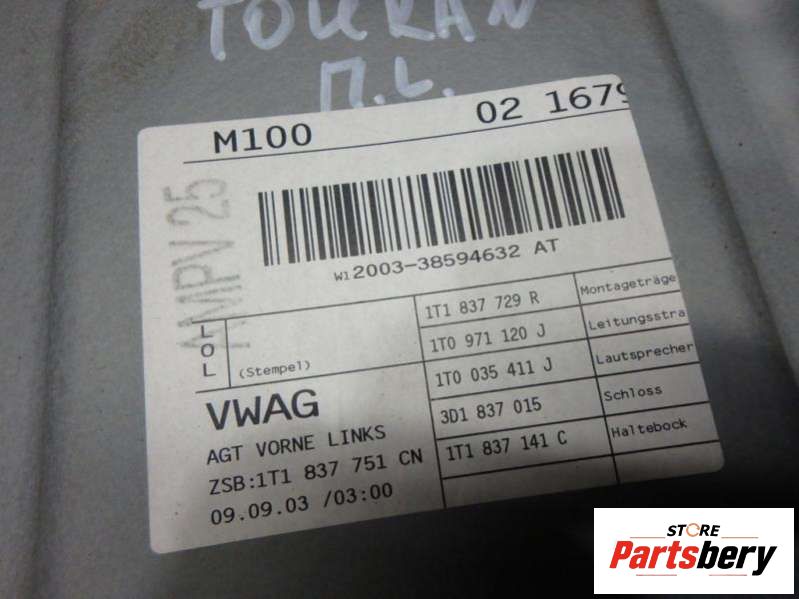 TOURAN
П.L.
M100 02 1679
AMPV 25
W12003-38594632 AT
LOL
(Stempel)
1T1 837 729 R Montageträge
1T0 971 120 J Leitungsstra
1T0 035 411 J Lautsprecher
3D1 837 015 Schloss
1T1 837 141 C Haltebock
VWAG
AGT VORNE LINKS
ZSB:1T1 837 751 CN
09.09.03 /03:00
STORE
Partsbery